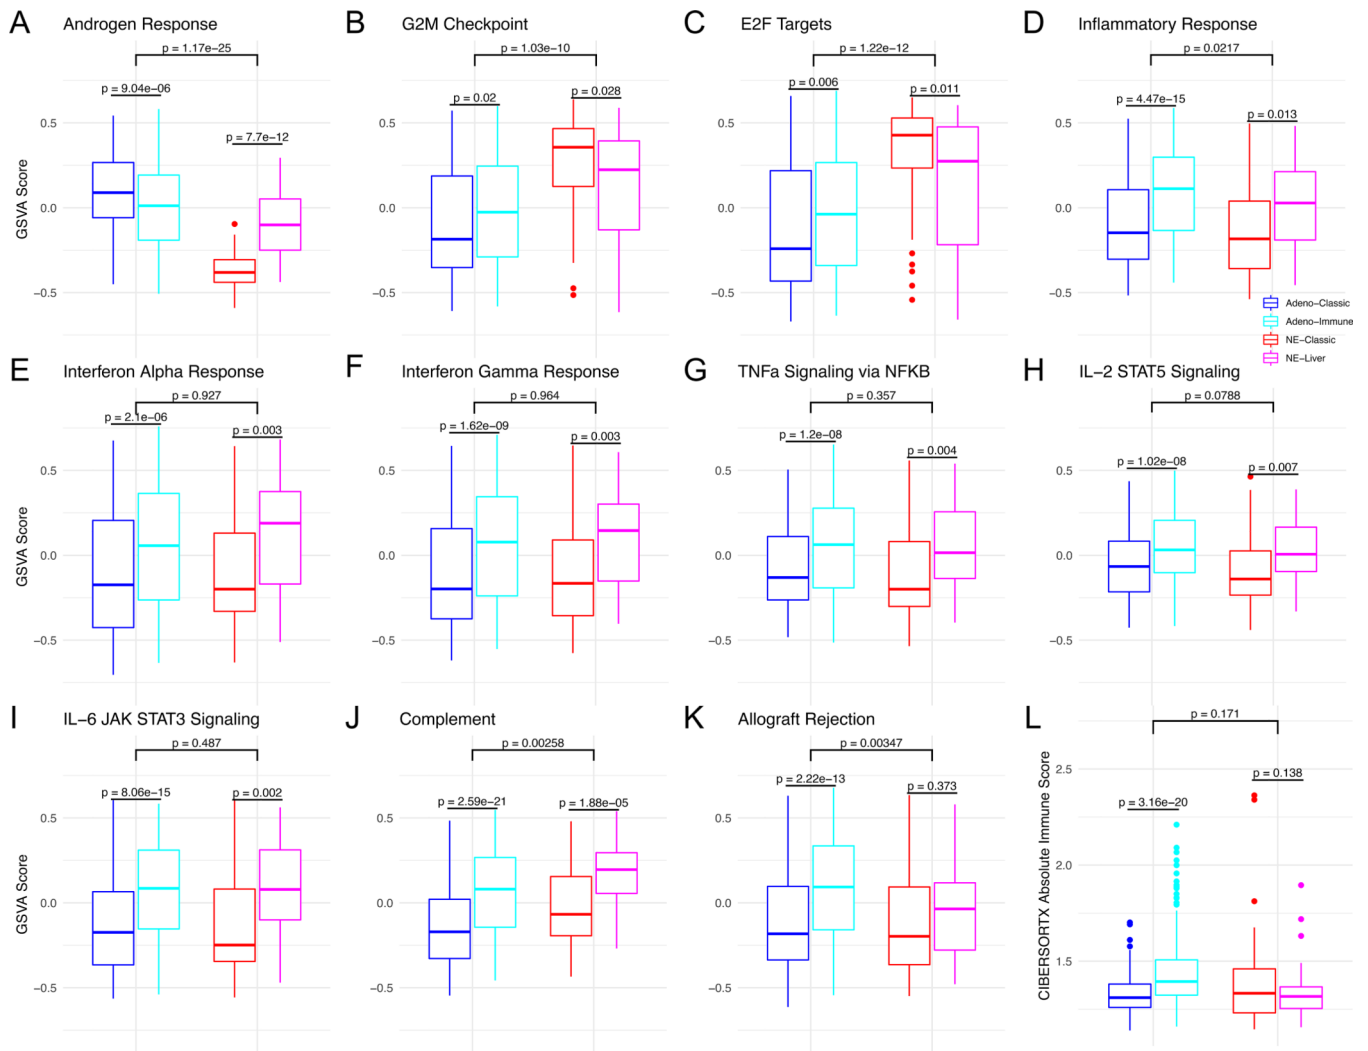 A Androgen Response
p = 1.17e−25
p = 9.04e−06
p = 7.7e−12
GSVA Score
0.5
0.0
−0.5
B G2M Checkpoint
p = 1.03e−10
p = 0.02
p = 0.028
C E2F Targets
p = 1.22e−12
p = 0.006
p = 0.011
D Inflammatory Response
p = 0.0217
p = 4.47e−15
p = 0.013
0.5
0.0
−0.5
Adeno−Classic
Adeno−Immune
NE−Classic
NE−Liver
E Interferon Alpha Response
p = 0.927
p = 2.1e−06
p = 0.003
GSVA Score
0.5
0.0
−0.5
F Interferon Gamma Response
p = 0.964
p = 1.62e−09
p = 0.003
0.5
0.0
−0.5
G TNFa Signaling via NFKB
p = 0.357
p = 1.2e−08
p = 0.004
0.5
0.0
−0.5
H IL−2 STAT5 Signaling
p = 0.0788
p = 1.02e−08
p = 0.007
0.5
0.0
−0.5
I IL−6 JAK STAT3 Signaling
p = 0.487
p = 8.06e−15
p = 0.002
GSVA Score
0.5
0.0
−0.5
J Complement
p = 0.00258
p = 2.59e−21
p = 1.88e−05
0.5
0.0
−0.5
K Allograft Rejection
p = 0.00347
p = 2.22e−13
p = 0.373
0.5
0.0
−0.5
L
p = 0.171
p = 3.16e−20
p = 0.138
CIBERSORTX Absolute Immune Score
2.5
2.0
1.5
0.5
0.0
−0.5
0.5
0.0
−0.5